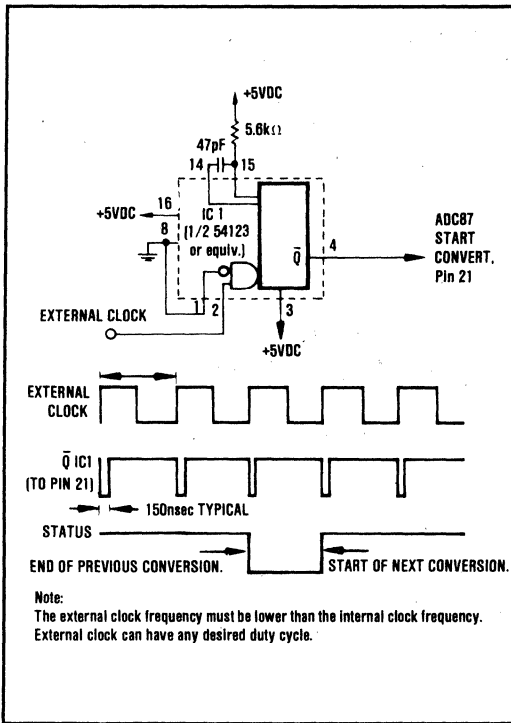 +5VDC
5.6kΩ
47pF
14
15
16
+5VDC
IC 1
8
(1/2 54123
or equiv.)
Q̅
4
ADC87
START
CONVERT,
Pin 21
1
2
3
EXTERNAL CLOCK
+5VDC
EXTERNAL
CLOCK
Q̅ IC1
(TO PIN 21)
150nsec TYPICAL
STATUS
END OF PREVIOUS CONVERSION.
START OF NEXT CONVERSION.
Note:
The external clock frequency must be lower than the internal clock frequency.
External clock can have any desired duty cycle.